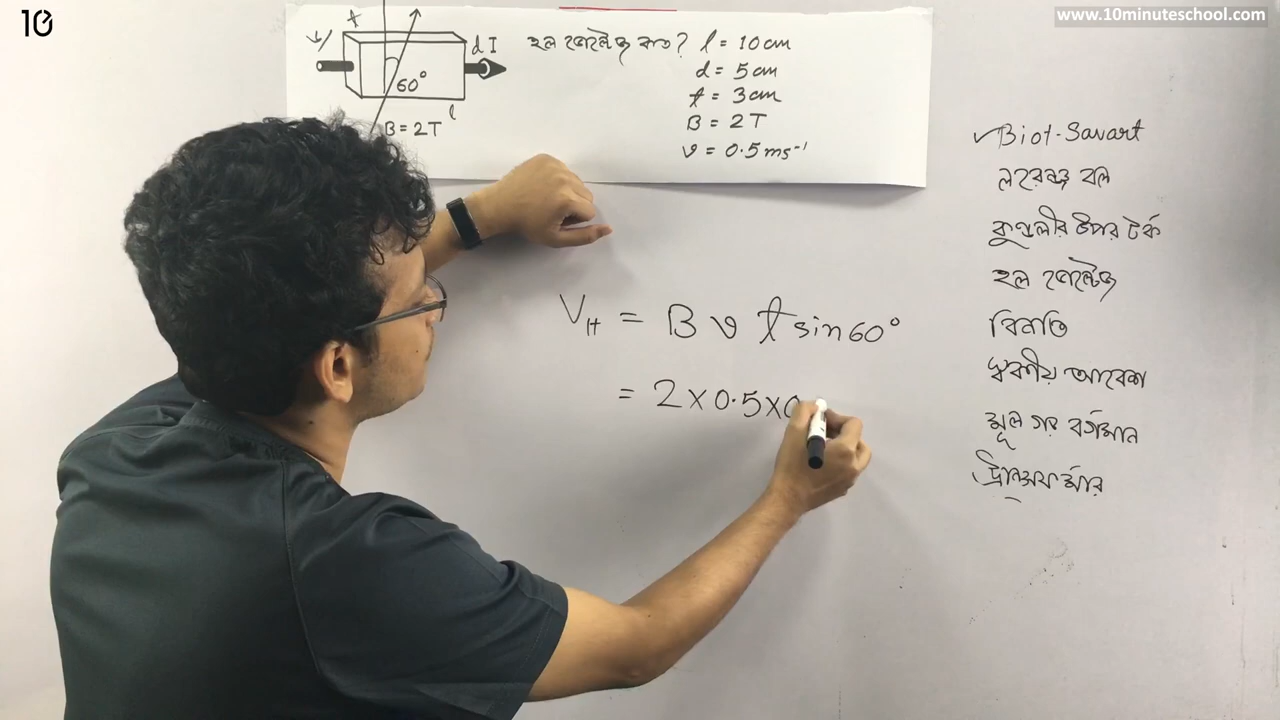 10
www.10minuteschool.com
t
d I
60°
l
B = 2T
হল ভোল্টেজ কত? l = 10 cm
d = 5 cm
t = 3 cm
B = 2T
v = 0.5 ms⁻¹
V_H = B v t sin 60°
= 2 × 0.5 × 0
✓Biot-Savart
লরেঞ্জ বল
কুণ্ডলীর উপর টর্ক
হল ভোল্টেজ
বিনতি
স্বকীয় আবেশ
মূল গড় বর্গমান
ট্রান্সফর্মার